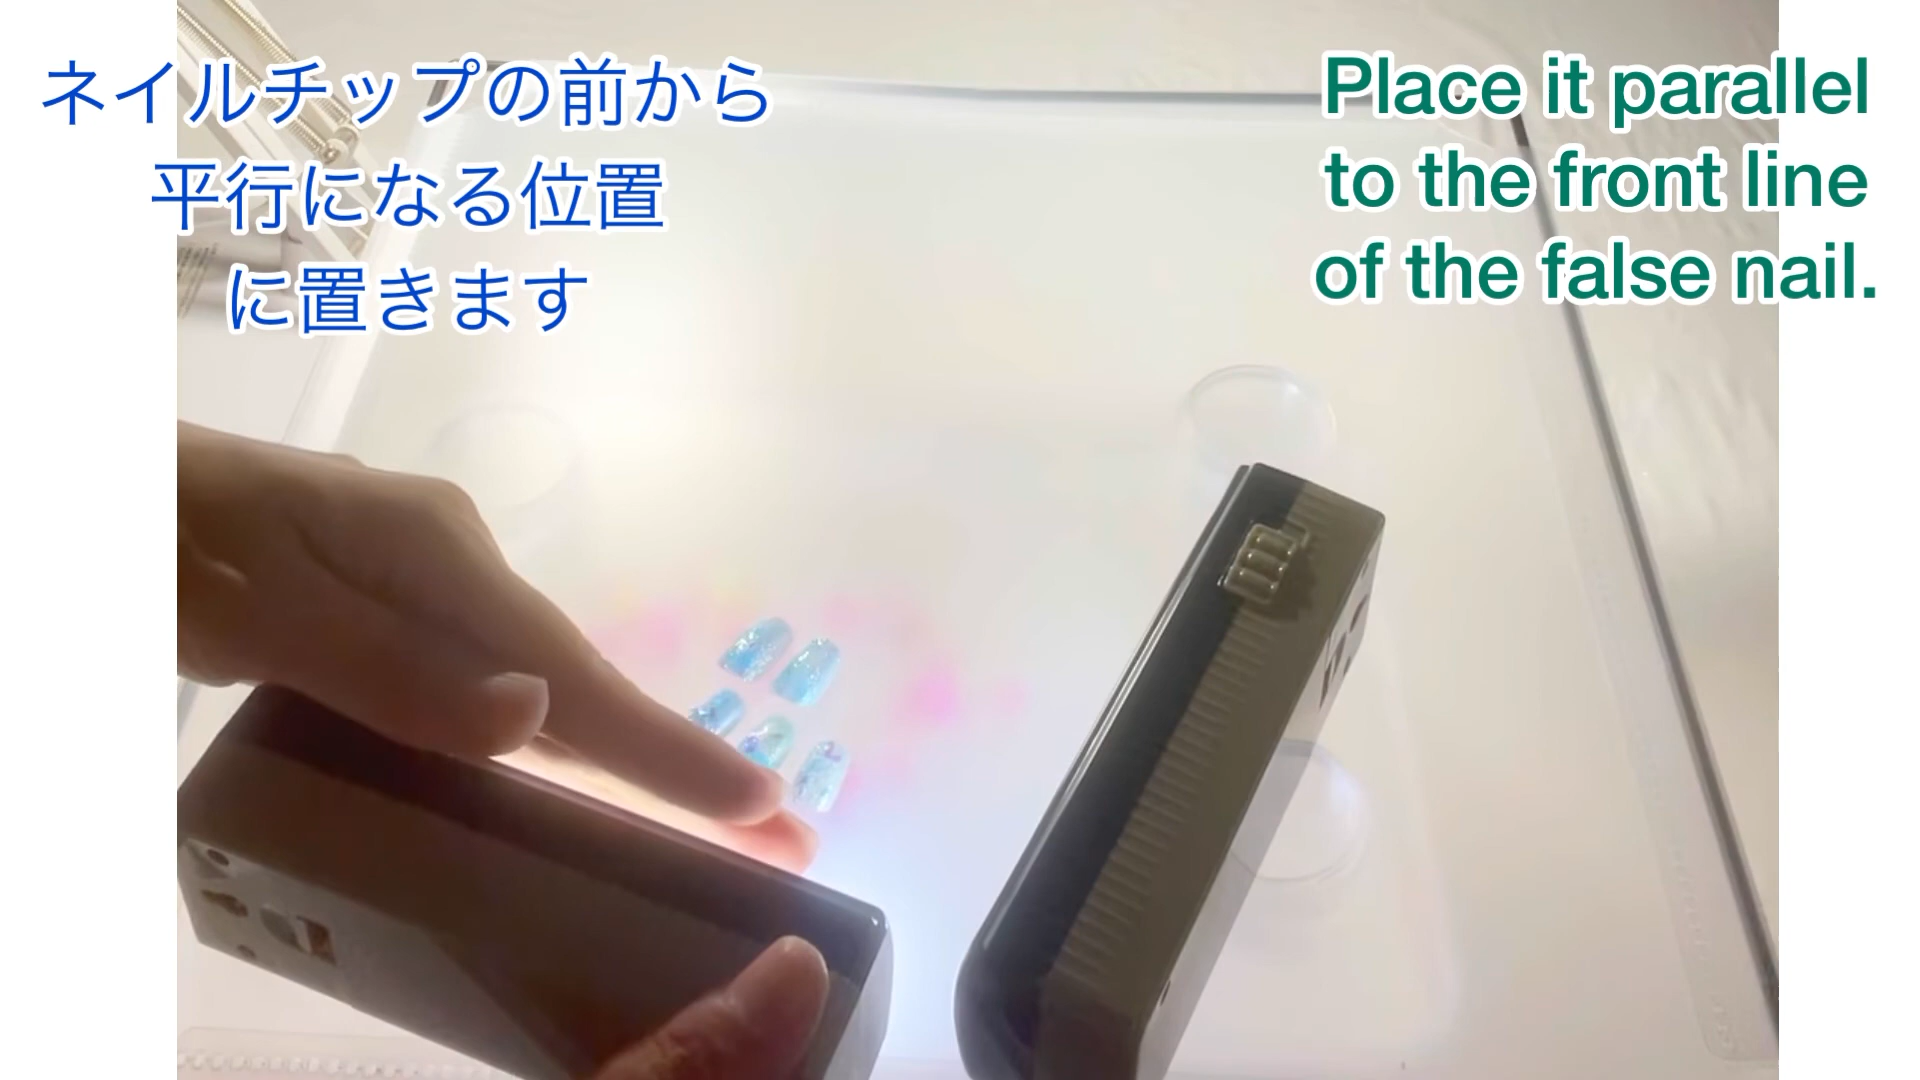 ネイルチップの前から
平行になる位置
に置きます
Place it parallel
to the front line
of the false nail.